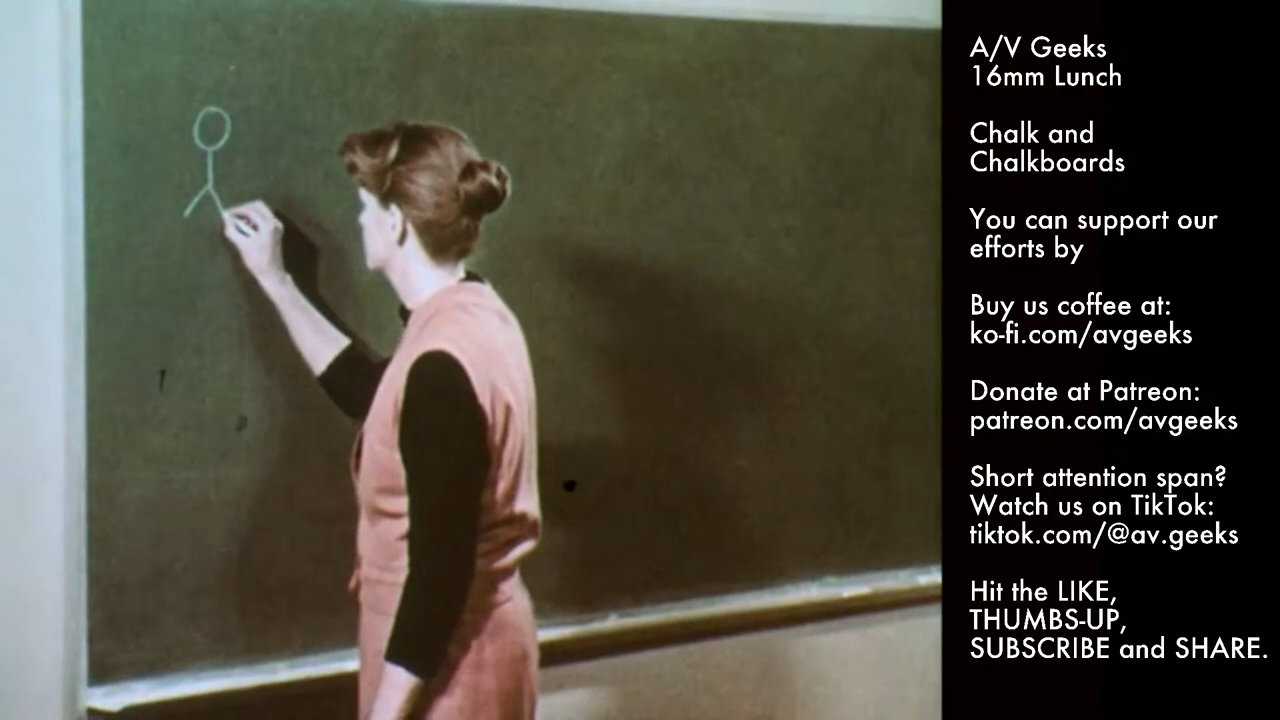 A/V Geeks
16mm Lunch
Chalk and
Chalkboards
You can support our
efforts by
Buy us coffee at:
ko-fi.com/avgeeks
Donate at Patreon:
patreon.com/avgeeks
Short attention span?
Watch us on TikTok:
tiktok.com/@av.geeks
Hit the LIKE,
THUMBS-UP,
SUBSCRIBE and SHARE.